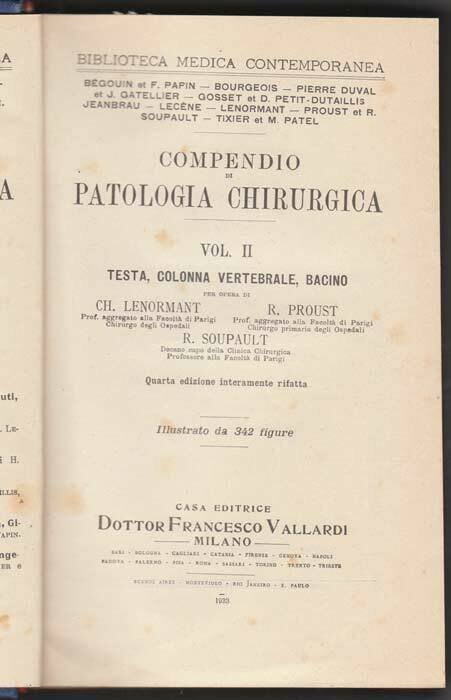 BIBLIOTECA MEDICA CONTEMPORANEA
BÉGOUIN et F. PAPIN — BOURGEOIS — PIERRE DUVAL
et J. GATELLIER — GOSSET et D. PETIT-DUTAILLIS
JEANBRAU — LECÈNE — LENORMANT — PROUST et R.
SOUPAULT — TIXIER et M. PATEL
COMPENDIO
DI
PATOLOGIA CHIRURGICA
VOL. II
TESTA, COLONNA VERTEBRALE, BACINO
PER OPERA DI
CH. LENORMANT
Prof. aggregato alla Facoltà di Parigi
Chirurgo degli Ospedali
R. PROUST
Prof. aggregato alla Facoltà di Parigi
Chirurgo primario degli Ospedali
R. SOUPAULT
Decano capo della Clinica Chirurgica
Professore alla Facoltà di Parigi
Quarta edizione interamente rifatta
Illustrato da 342 figure
CASA EDITRICE
DOTTOR FRANCESCO VALLARDI
MILANO
BARI - BOLOGNA - CAGLIARI - CATANIA - FIRENZE - GENOVA - NAPOLI
PADOVA - PALERMO - PISA - ROMA - SASSARI - TORINO - TRENTO - TRIESTE
BUENOS AIRES - MONTEVIDEO - RIO JANEIRO - S. PAULO
1933